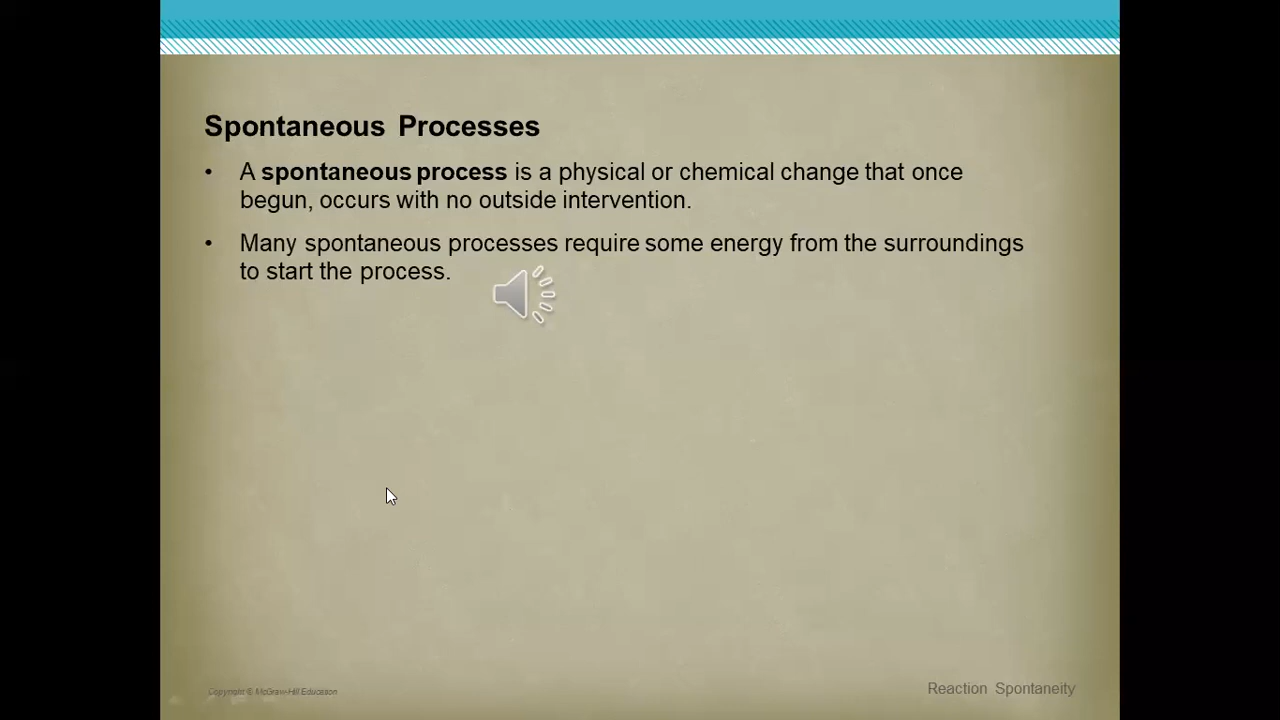 Spontaneous Processes
• A spontaneous process is a physical or chemical change that once
begun, occurs with no outside intervention.
• Many spontaneous processes require some energy from the surroundings
to start the process.
Copyright © McGraw-Hill Education
Reaction Spontaneity